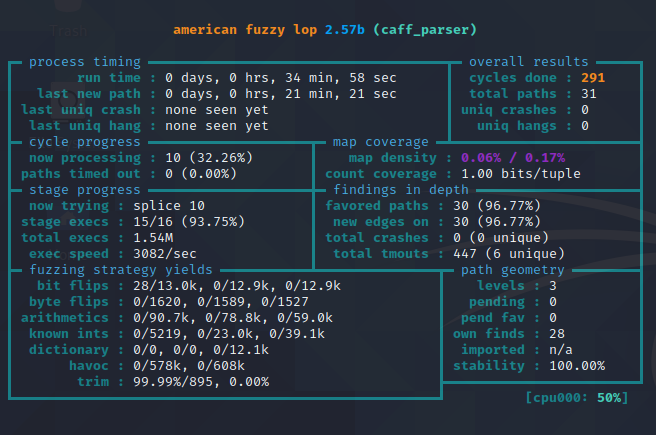 american fuzzy lop 2.57b (caff_parser)
process timing
run time : 0 days, 0 hrs, 34 min, 58 sec
last new path : 0 days, 0 hrs, 21 min, 21 sec
last uniq crash : none seen yet
last uniq hang : none seen yet
overall results
cycles done : 291
total paths : 31
uniq crashes : 0
uniq hangs : 0
cycle progress
now processing : 10 (32.26%)
paths timed out : 0 (0.00%)
map coverage
map density : 0.06% / 0.17%
count coverage : 1.00 bits/tuple
stage progress
now trying : splice 10
stage execs : 15/16 (93.75%)
total execs : 1.54M
exec speed : 3082/sec
findings in depth
favored paths : 30 (96.77%)
new edges on : 30 (96.77%)
total crashes : 0 (0 unique)
total tmouts : 447 (6 unique)
fuzzing strategy yields
bit flips : 28/13.0k, 0/12.9k, 0/12.9k
byte flips : 0/1620, 0/1589, 0/1527
arithmetics : 0/90.7k, 0/78.8k, 0/59.0k
known ints : 0/5219, 0/23.0k, 0/39.1k
dictionary : 0/0, 0/0, 0/12.1k
havoc : 0/578k, 0/608k
trim : 99.99%/895, 0.00%
path geometry
levels : 3
pending : 0
pend fav : 0
own finds : 28
imported : n/a
stability : 100.00%
[cpu000: 50%]
Trash